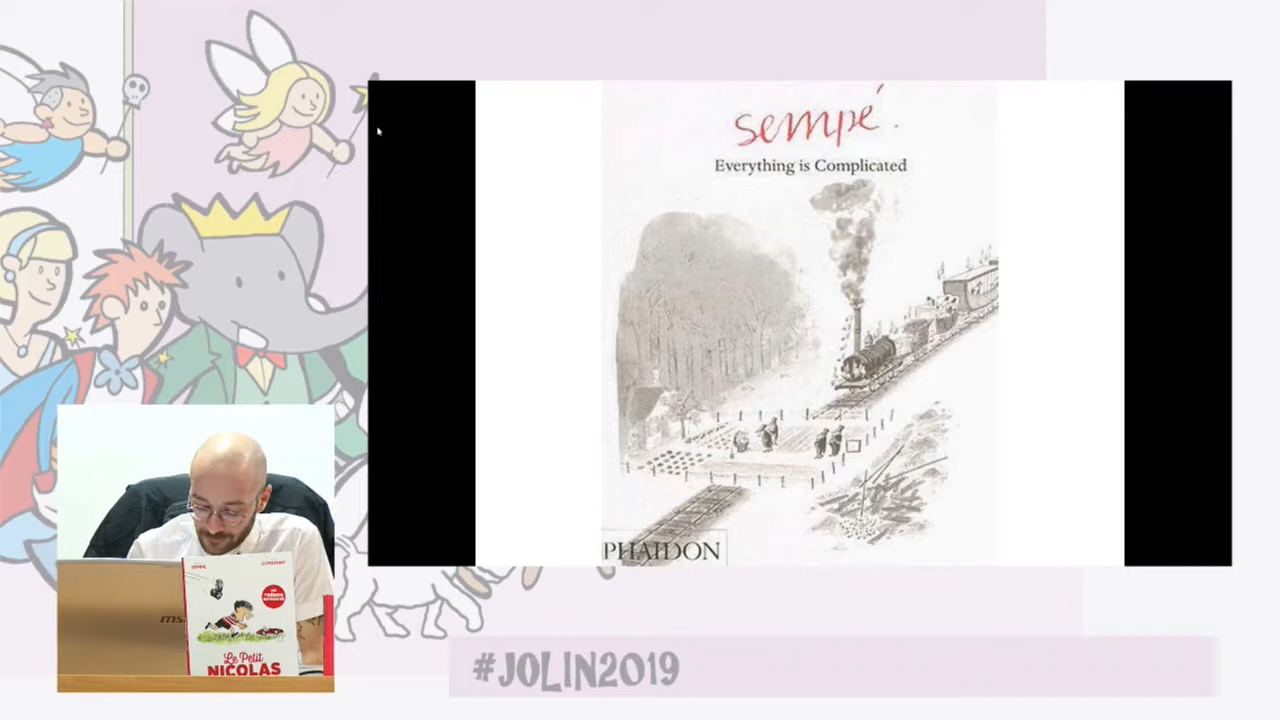 sempé.
Everything is Complicated
PHAIDON
SEMPÉ GOSCINNY
Le Petit
NICOLAS
#JOLIN2019